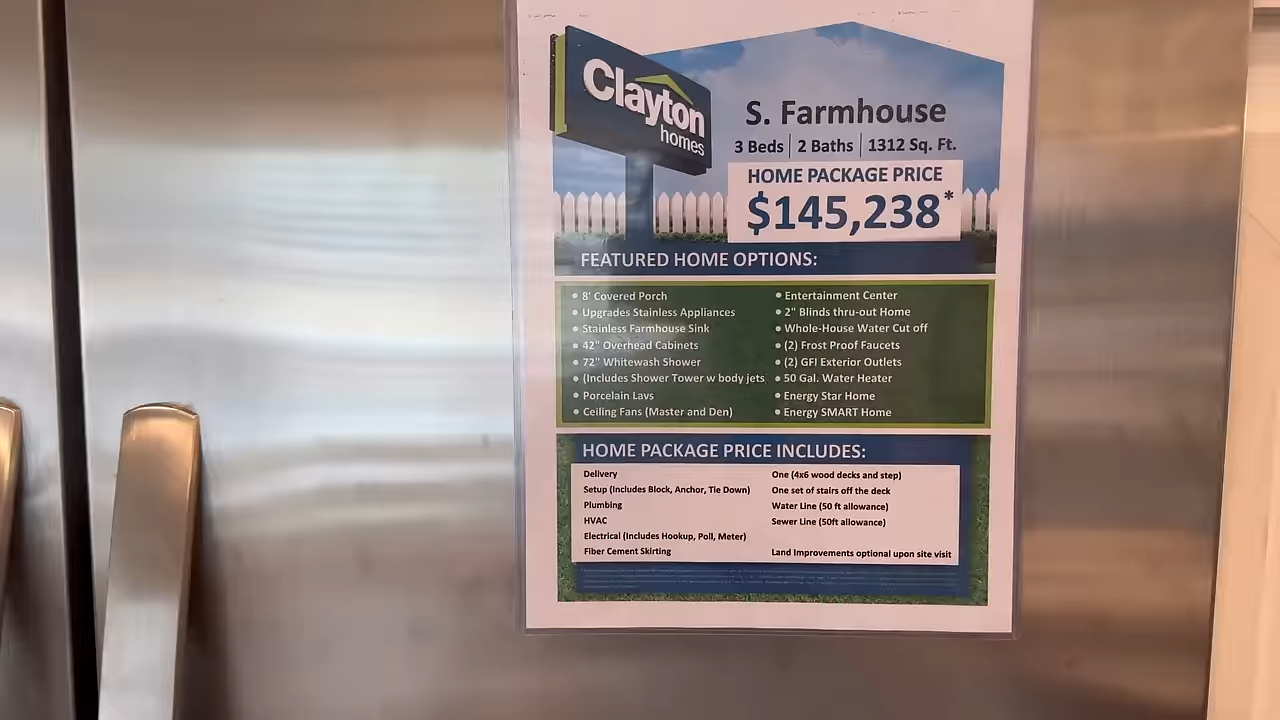 Clayton
homes
S. Farmhouse
3 Beds | 2 Baths | 1312 Sq. Ft.
HOME PACKAGE PRICE
$145,238*
FEATURED HOME OPTIONS:
• 8' Covered Porch
• Upgrades Stainless Appliances
• Stainless Farmhouse Sink
• 42" Overhead Cabinets
• 72" Whitewash Shower
• (Includes Shower Tower w body jets
• Porcelain Lavs
• Ceiling Fans (Master and Den)
• Entertainment Center
• 2" Blinds thru-out Home
• Whole-House Water Cut off
• (2) Frost Proof Faucets
• (2) GFI Exterior Outlets
• 50 Gal. Water Heater
• Energy Star Home
• Energy SMART Home
HOME PACKAGE PRICE INCLUDES:
Delivery
Setup (Includes Block, Anchor, Tie Down)
Plumbing
HVAC
Electrical (Includes Hookup, Poll, Meter)
Fiber Cement Skirting
One (4x6 wood decks and step)
One set of stairs off the deck
Water Line (50 ft allowance)
Sewer Line (50ft allowance)
Land Improvements optional upon site visit